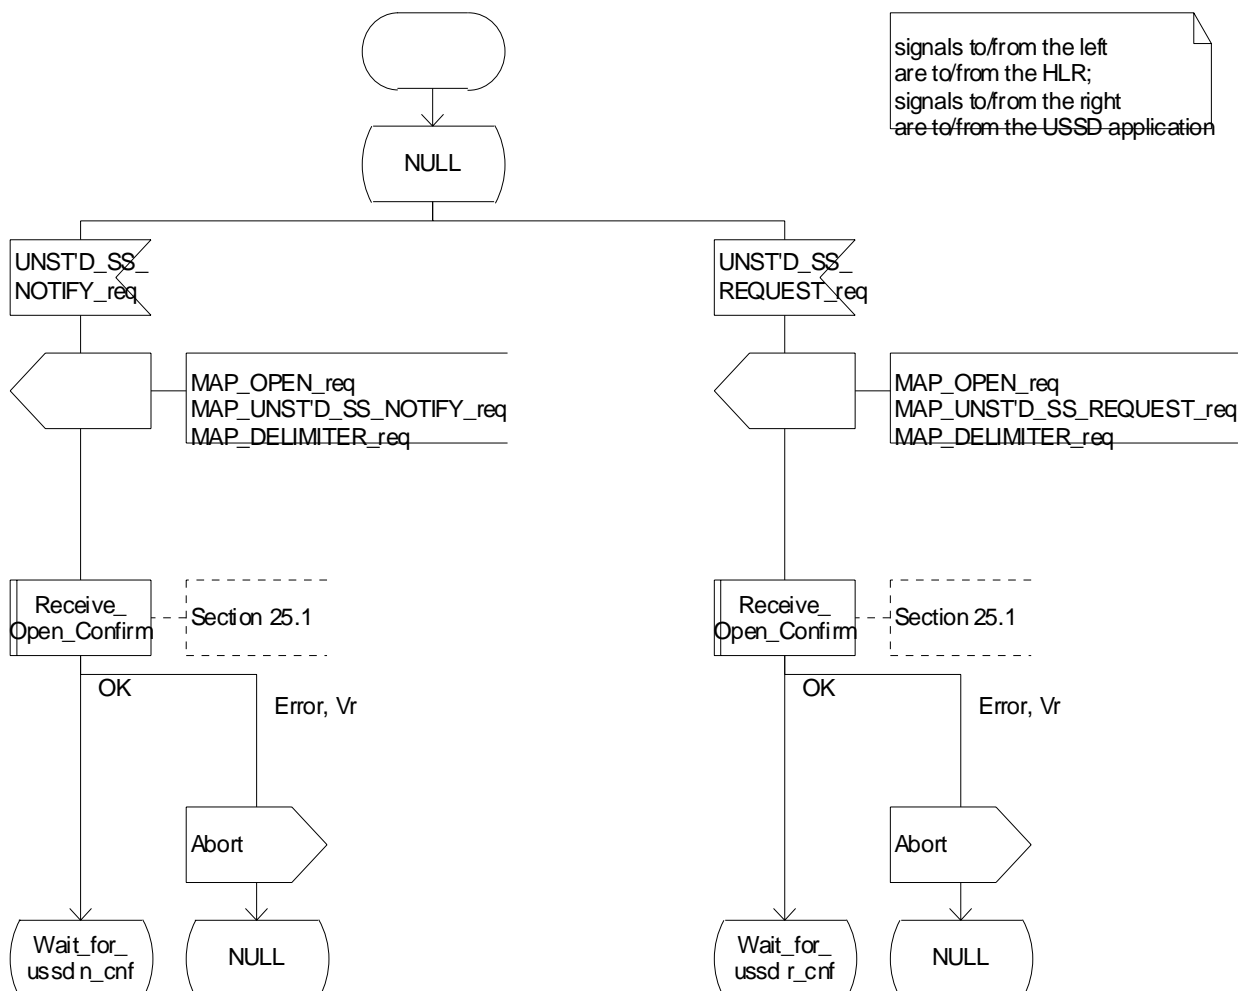 signals to/from the left
are to/from the HLR;
signals to/from the right
are to/from the USSD application
NULL
UNST'D_SS_
NOTIFY_req
UNST'D_SS_
REQUEST_req
MAP_OPEN_req
MAP_UNST'D_SS_NOTIFY_req
MAP_DELIMITER_req
MAP_OPEN_req
MAP_UNST'D_SS_REQUEST_req
MAP_DELIMITER_req
Receive_
Open_Confirm
Section 25.1
Receive_
Open_Confirm
Section 25.1
OK
Error, Vr
OK
Error, Vr
Abort
Abort
Wait_for_
ussd n_cnf
NULL
Wait_for_
ussd r_cnf
NULL